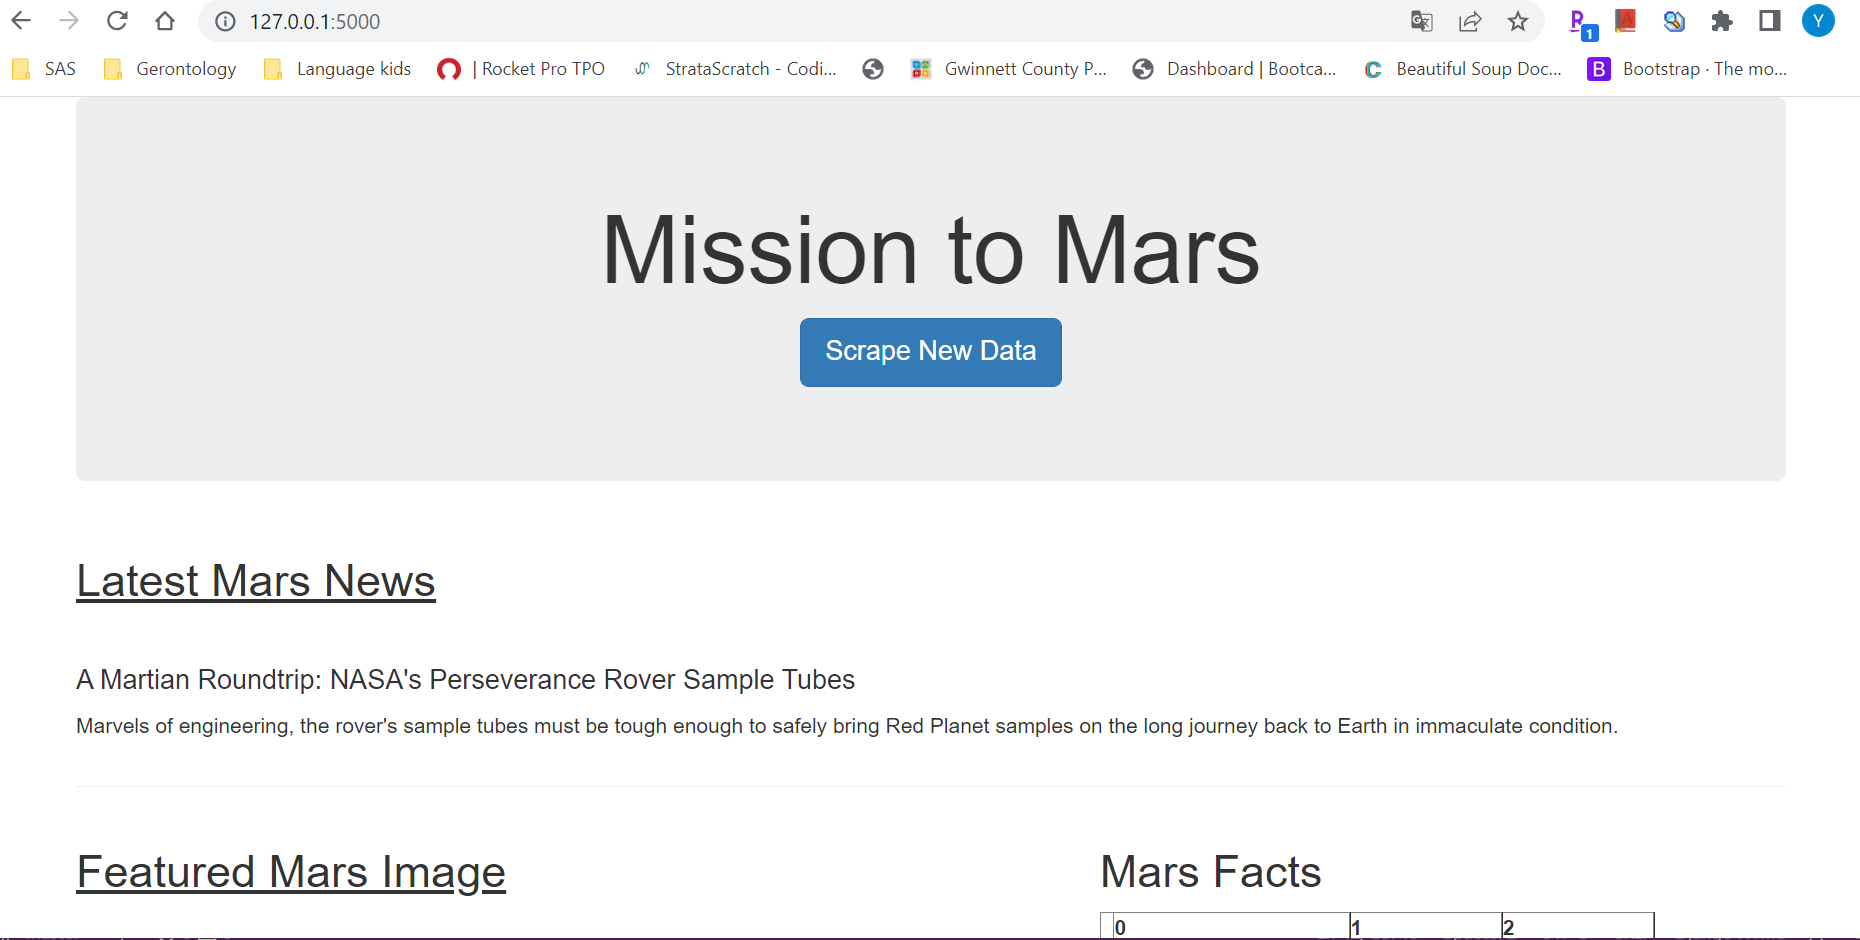 127.0.0.1:5000
1
Y
SAS
Gerontology
Language kids
| Rocket Pro TPO
StrataScratch - Codi...
Gwinnett County P...
Dashboard | Bootca...
C
Beautiful Soup Doc...
B
Bootstrap · The mo...
Mission to Mars
Scrape New Data
Latest Mars News
A Martian Roundtrip: NASA's Perseverance Rover Sample Tubes
Marvels of engineering, the rover's sample tubes must be tough enough to safely bring Red Planet samples on the long journey back to Earth in immaculate condition.
Featured Mars Image
Mars Facts
0 1 2